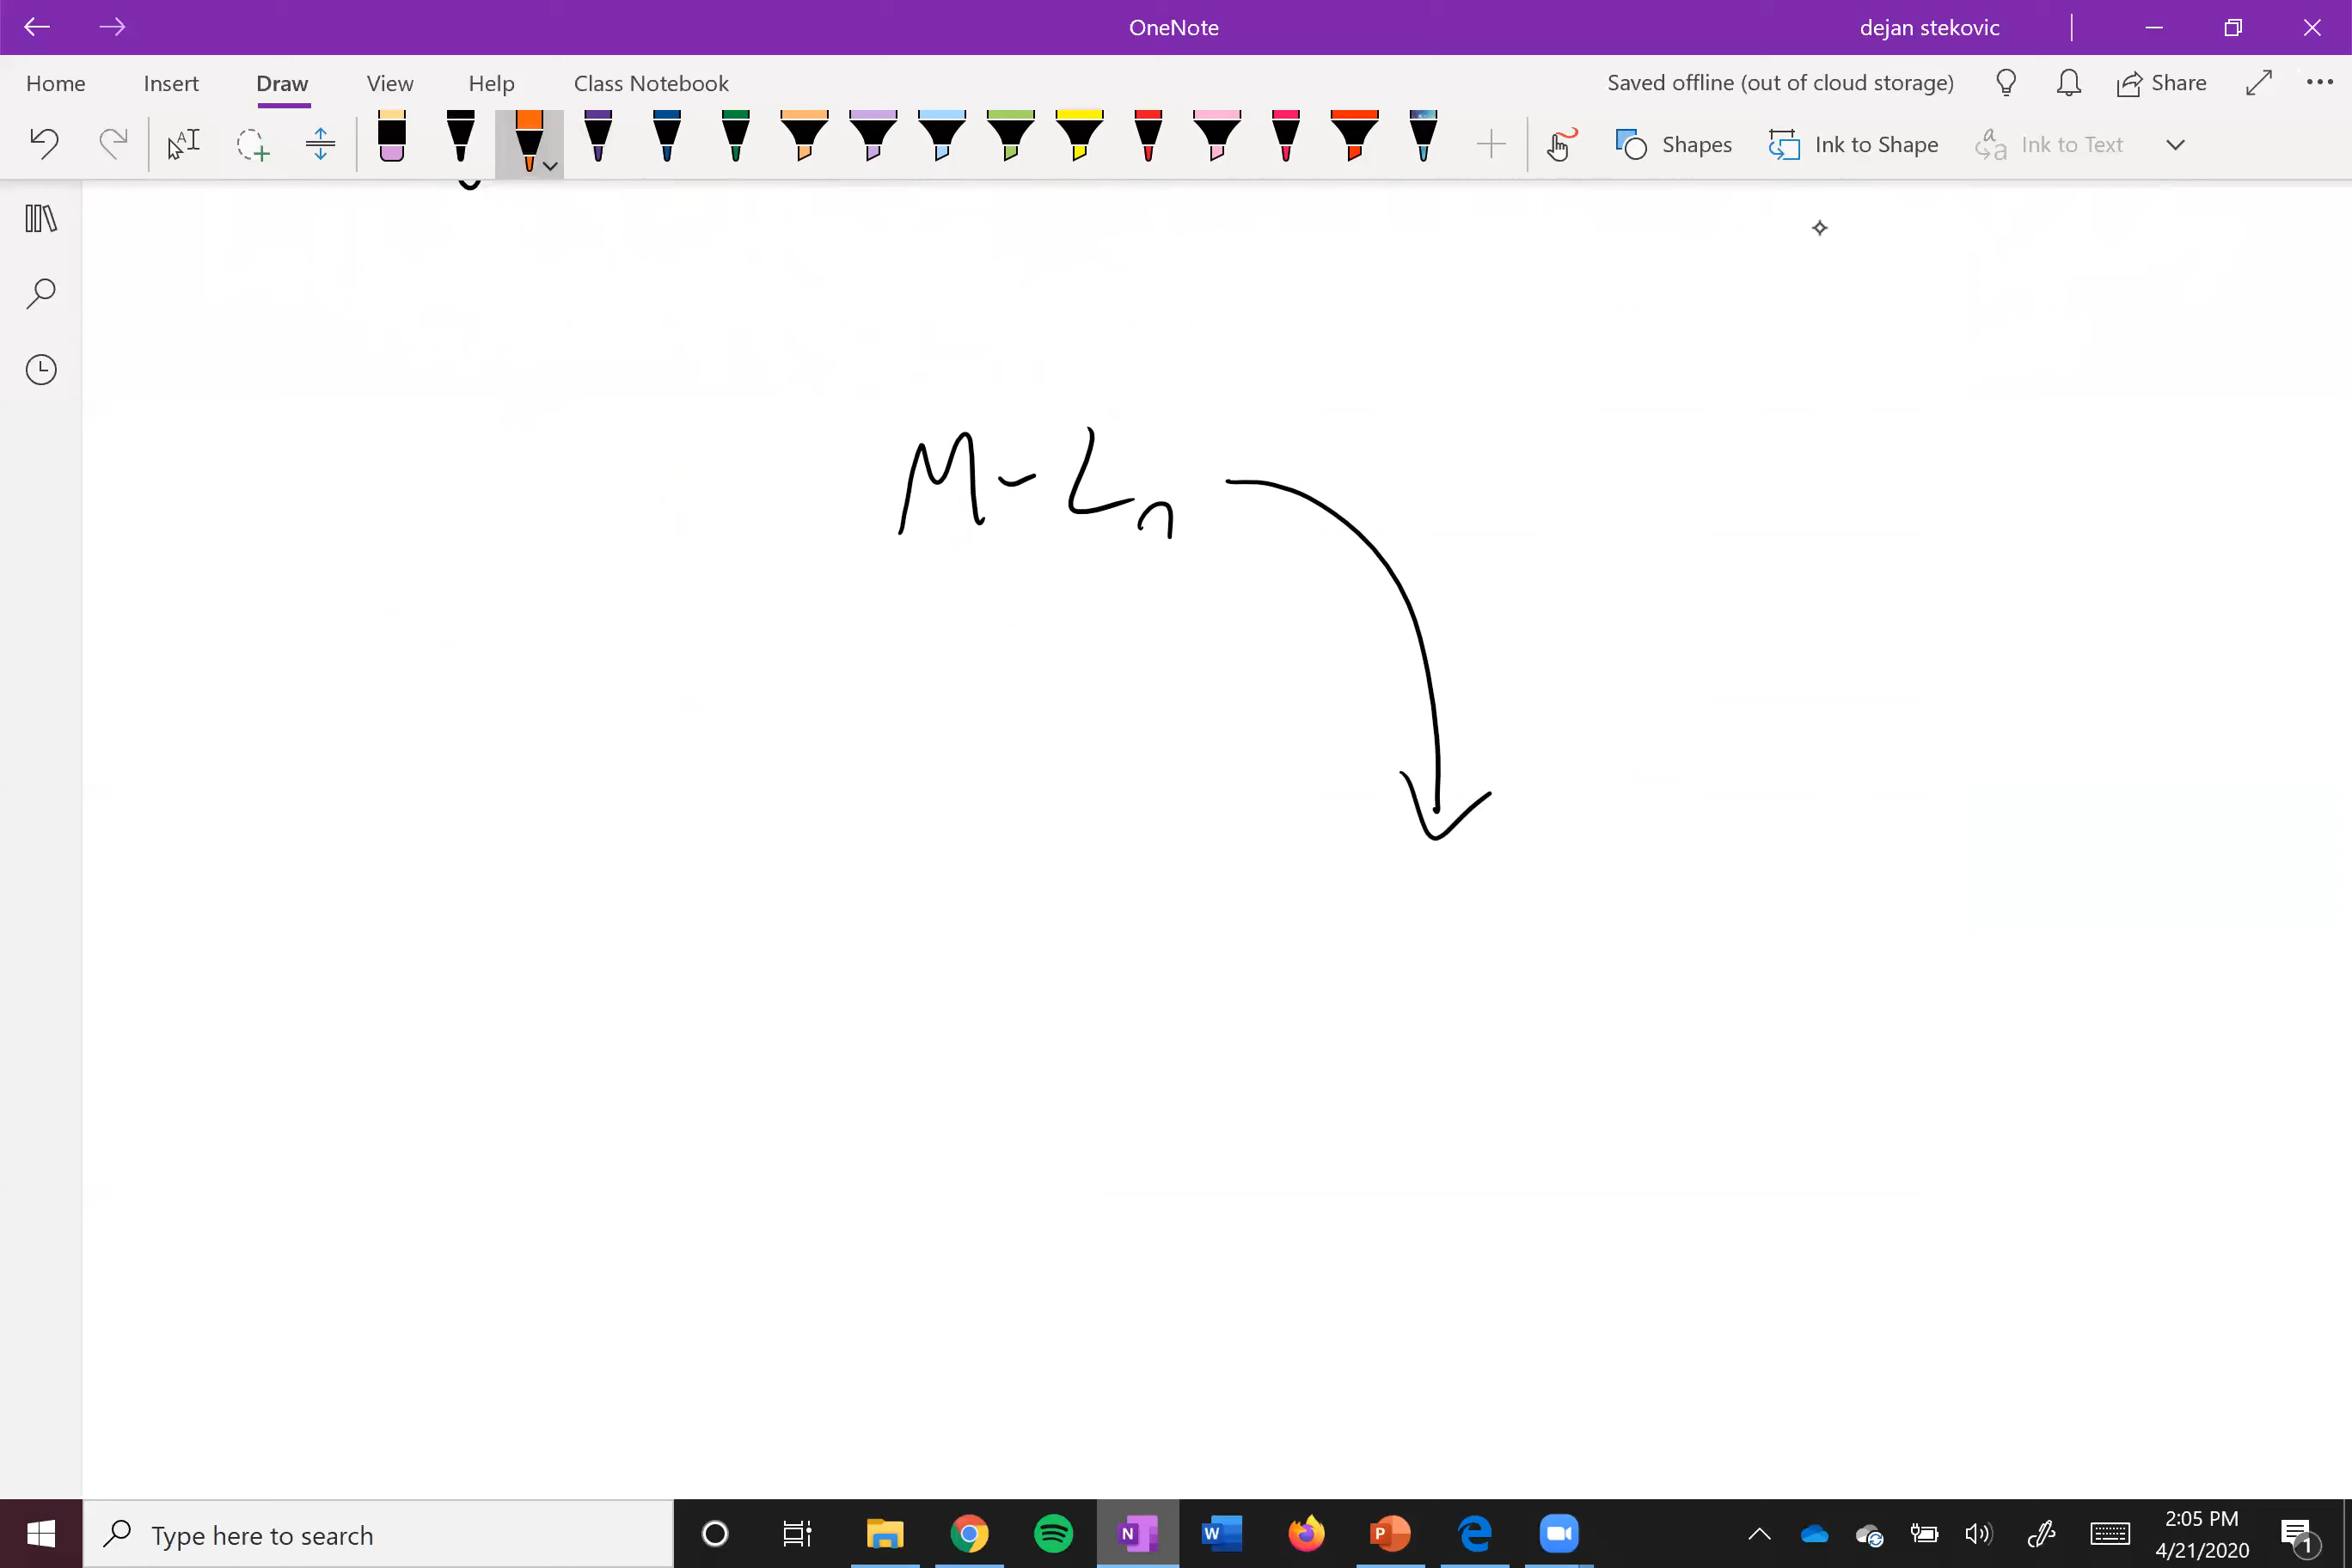 OneNote
dejan stekovic
Home Insert Draw View Help Class Notebook
Saved offline (out of cloud storage) Share
Shapes Ink to Shape Ink to Text
M-Ln
Type here to search
2:05 PM
4/21/2020
1